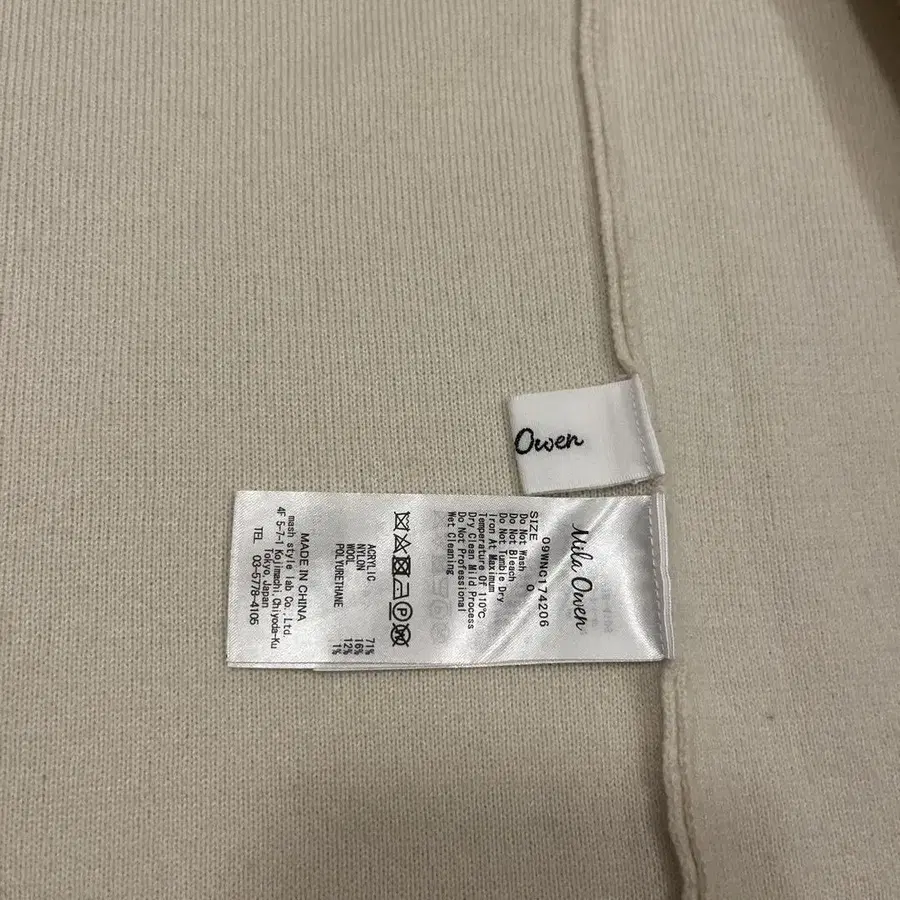 Owen
Mila Owen
09WNC174206
SIZE 0
Do Not Wash
Do Not Bleach
Do Not Tumble Dry
Iron At Maximum
Temperature Of 110℃
Dry Clean Mild Process
Do Not Professional
Wet Cleaning
ACRYLIC 71%
NYLON 16%
WOOL 12%
POLYURETHANE 1%
MADE IN CHINA
mash style lab Co., Ltd.
4F 5-7-1 Kojimachi, Chiyoda-Ku
Tokyo, Japan
TEL 03-5778-4105